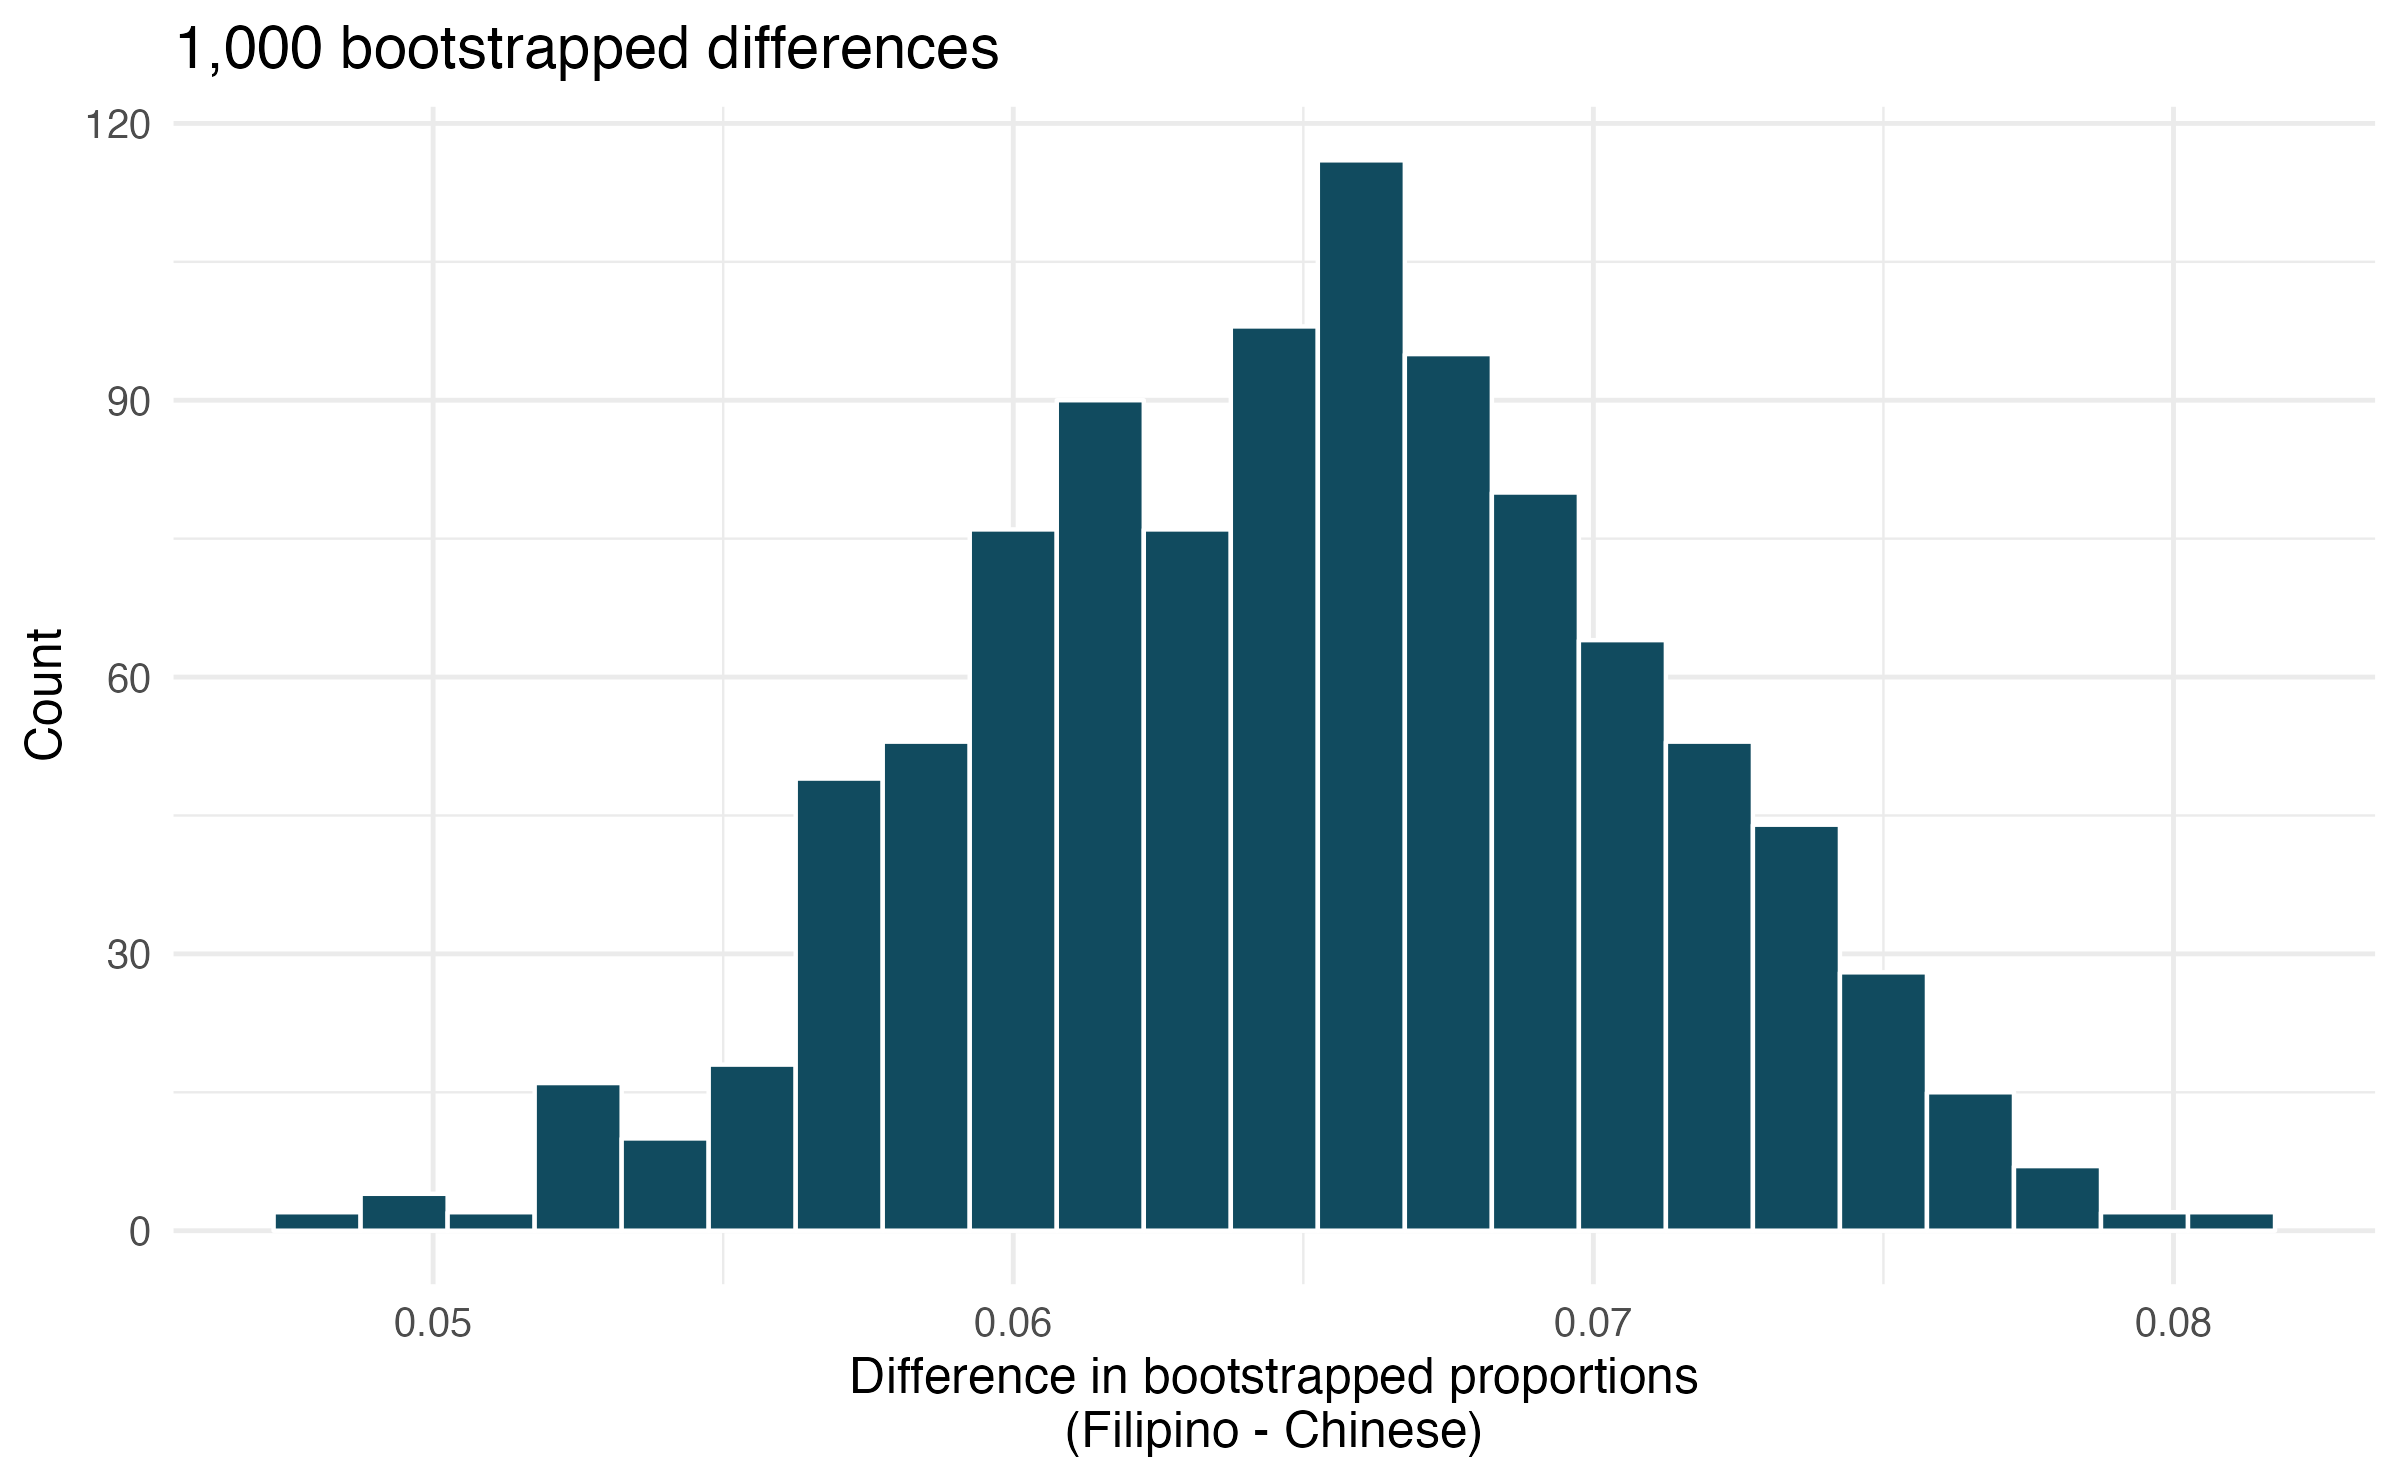 1,000 bootstrapped differences
120
90
60
30
0
Count
0.05 0.06 0.07 0.08
Difference in bootstrapped proportions
(Filipino - Chinese)